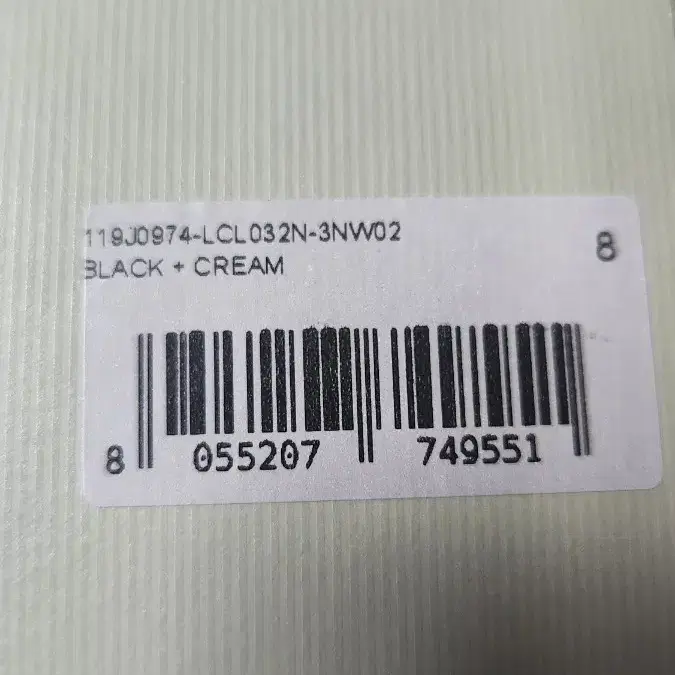 119J0974-LCL032N-3NW02
BLACK + CREAM
8
8 055207 749551